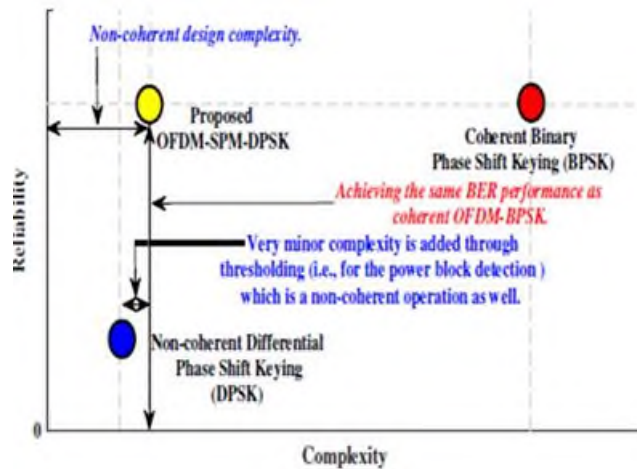 Non-coherent design complexity.
Proposed
OFDM-SPM-DPSK
Coherent Binary
Phase Shift Keying (BPSK)
Achieving the same BER performance as
coherent OFDM-BPSK.
Very minor complexity is added through
thresholding (i.e., for the power block detection )
which is a non-coherent operation as well.
Non-coherent Differential
Phase Shift Keying
(DPSK)
Reliability
0
Complexity